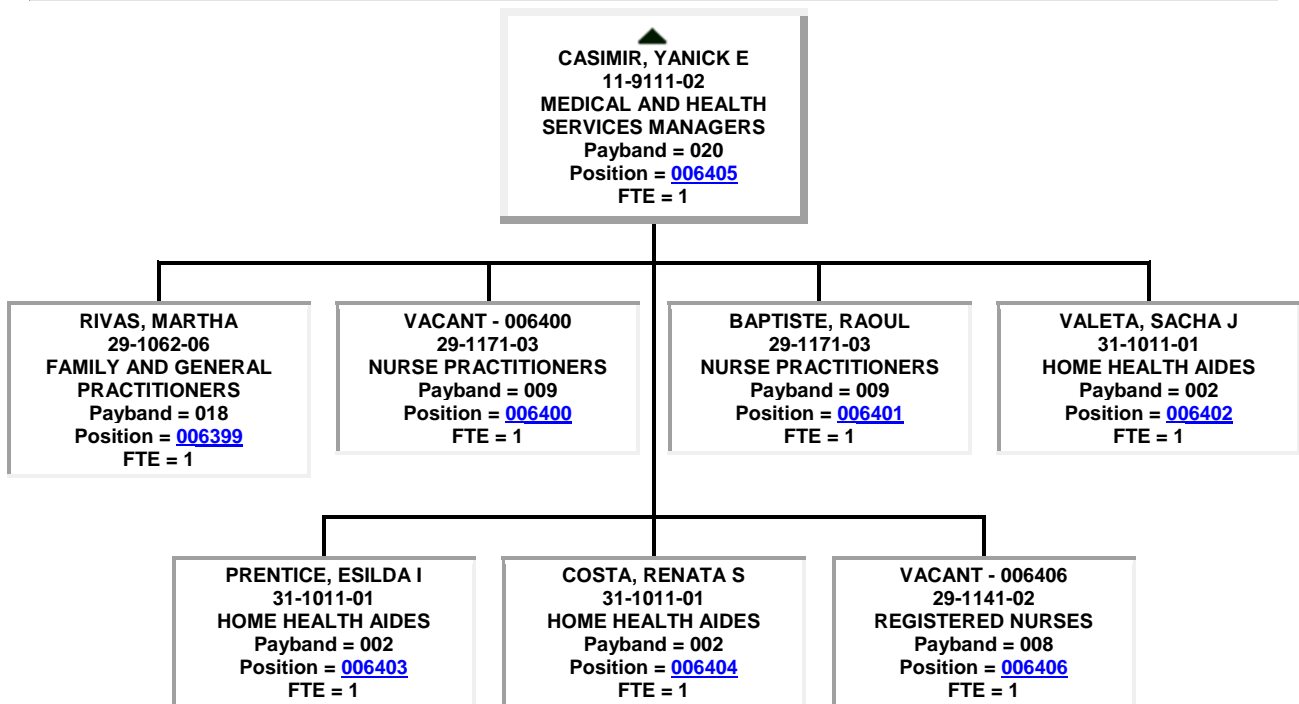 CASIMIR, YANICK E
11-9111-02
MEDICAL AND HEALTH
SERVICES MANAGERS
Payband = 020
Position = 006405
FTE = 1
RIVAS, MARTHA
29-1062-06
FAMILY AND GENERAL
PRACTITIONERS
Payband = 018
Position = 006399
FTE = 1
VACANT - 006400
29-1171-03
NURSE PRACTITIONERS
Payband = 009
Position = 006400
FTE = 1
BAPTISTE, RAOUL
29-1171-03
NURSE PRACTITIONERS
Payband = 009
Position = 006401
FTE = 1
VALETA, SACHA J
31-1011-01
HOME HEALTH AIDES
Payband = 002
Position = 006402
FTE = 1
PRENTICE, ESILDA I
31-1011-01
HOME HEALTH AIDES
Payband = 002
Position = 006403
FTE = 1
COSTA, RENATA S
31-1011-01
HOME HEALTH AIDES
Payband = 002
Position = 006404
FTE = 1
VACANT - 006406
29-1141-02
REGISTERED NURSES
Payband = 008
Position = 006406
FTE = 1